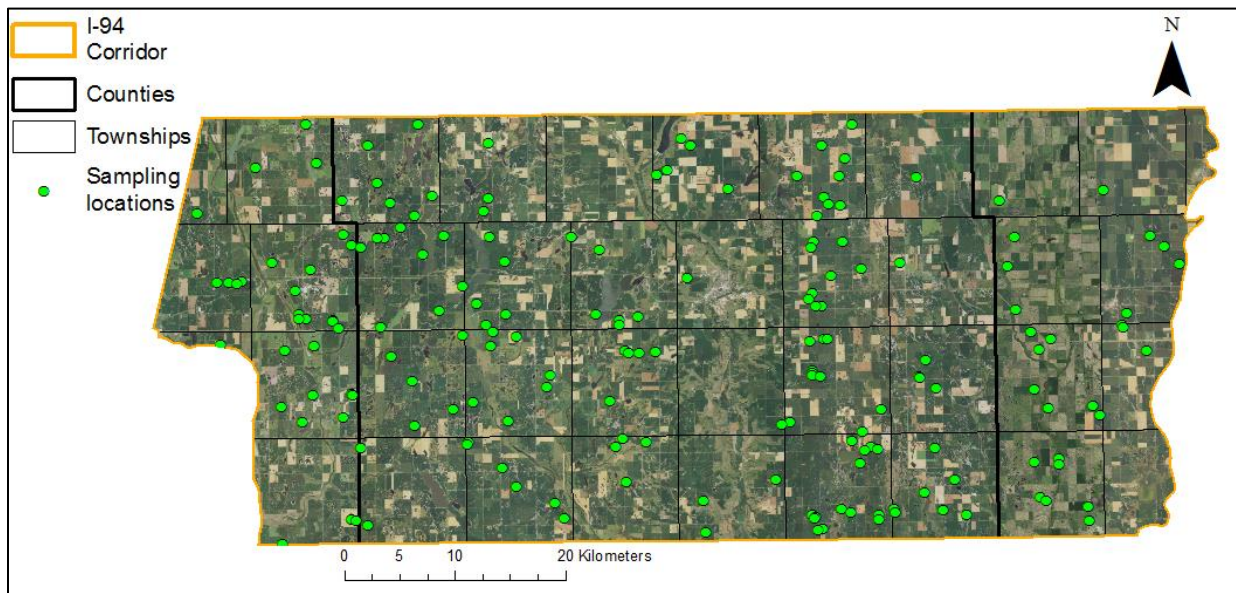 I-94
Corridor
Counties
Townships
Sampling
locations
N
0 5 10 20 Kilometers